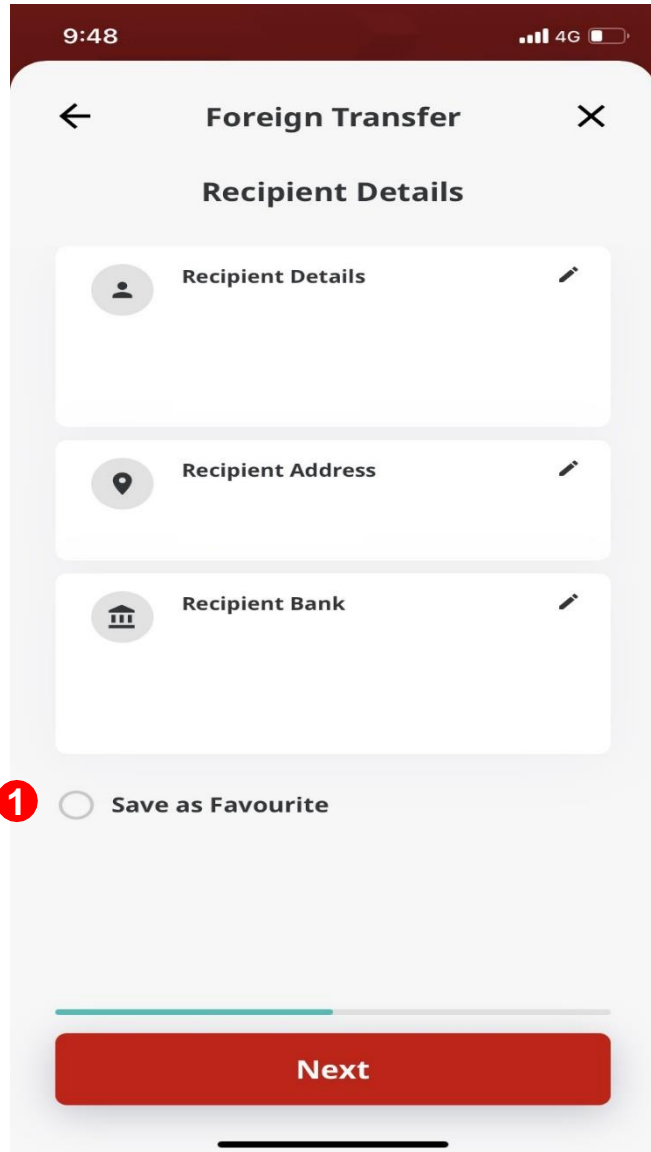 9:48 4G
Foreign Transfer
Recipient Details
Recipient Details
Recipient Address
Recipient Bank
1 Save as Favourite
Next